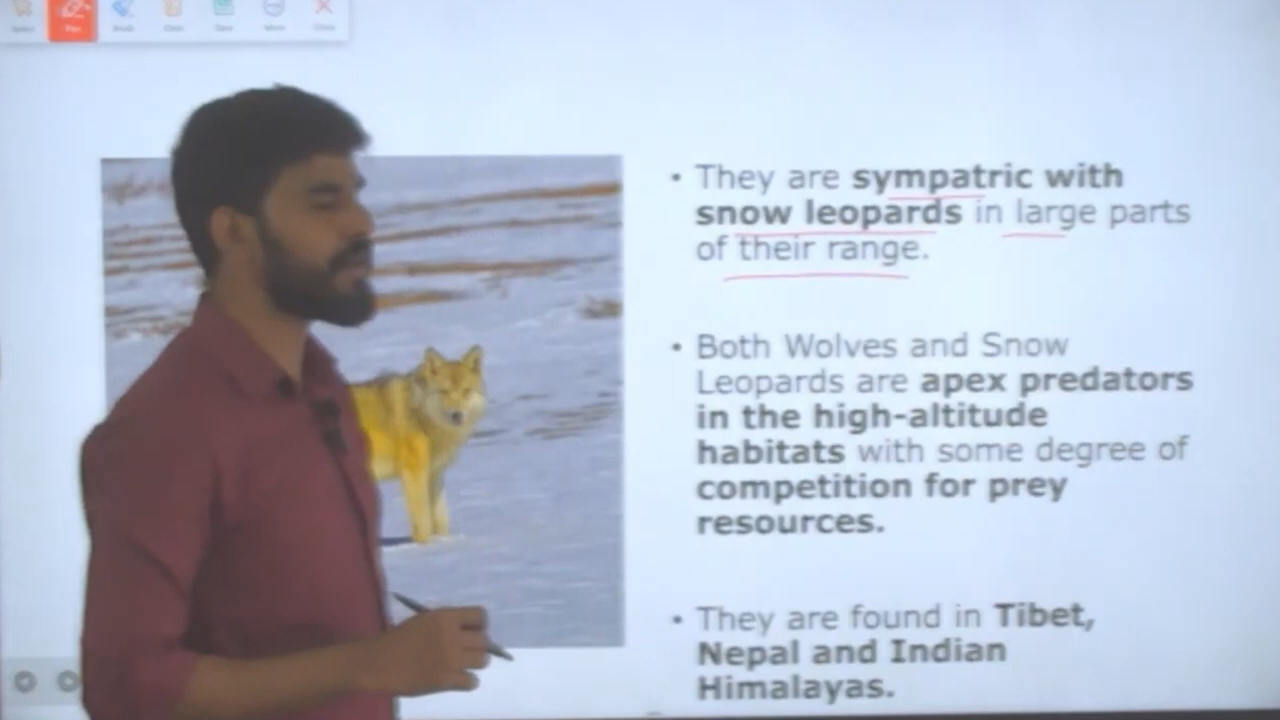 • They are sympatric with
snow leopards in large parts
of their range.
• Both Wolves and Snow
Leopards are apex predators
in the high-altitude
habitats with some degree of
competition for prey
resources.
• They are found in Tibet,
Nepal and Indian
Himalayas.